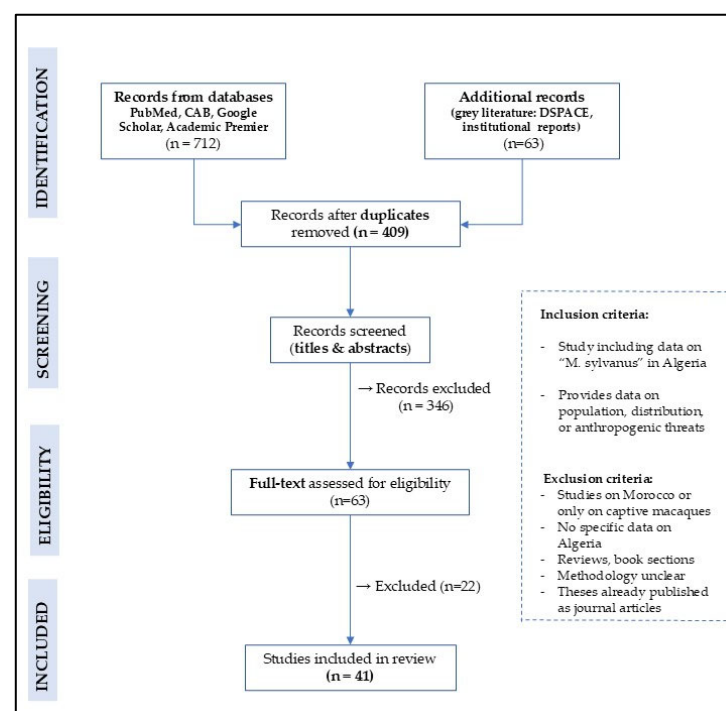 IDENTIFICATION
Records from databases
PubMed, CAB, Google
Scholar, Academic Premier
(n = 712)
Additional records
(grey literature: DSPACE,
institutional reports)
(n=63)
Records after duplicates
removed (n = 409)
SCREENING
Records screened
(titles & abstracts)
→ Records excluded
(n = 346)
ELIGIBILITY
Full-text assessed for eligibility
(n=63)
→ Excluded (n=22)
INCLUDED
Studies included in review
(n = 41)
Inclusion criteria:
- Study including data on
"M. sylvanus" in Algeria
- Provides data on
population, distribution,
or anthropogenic threats
Exclusion criteria:
- Studies on Morocco or
only on captive macaques
- No specific data on
Algeria
- Reviews, book sections
- Methodology unclear
- Theses already published
as journal articles